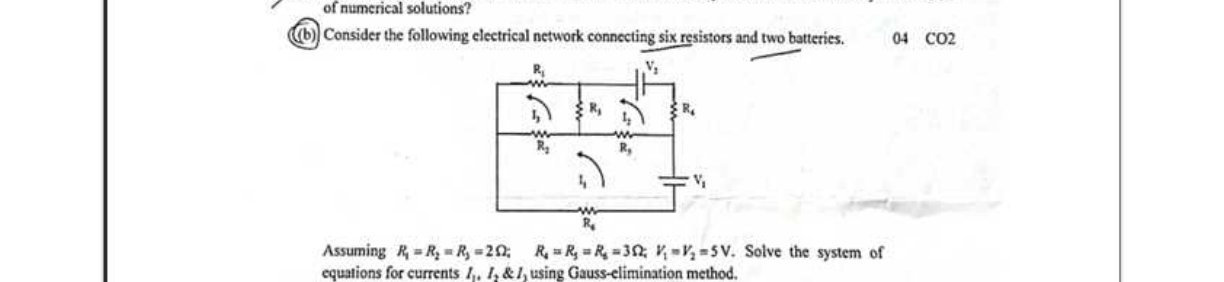 of numerical solutions?
(b) Consider the following electrical network connecting six resistors and two batteries. 04 CO2
R₁ V₂
I₃ R₃ I₂ R₄
R₂ R₅
I₁ V₁
R₆
Assuming R₁ = R₂ = R₃ = 2Ω; R₄ = R₅ = R₆ = 3Ω; V₁ = V₂ = 5 V. Solve the system of
equations for currents I₁, I₂ & I₃ using Gauss-elimination method.